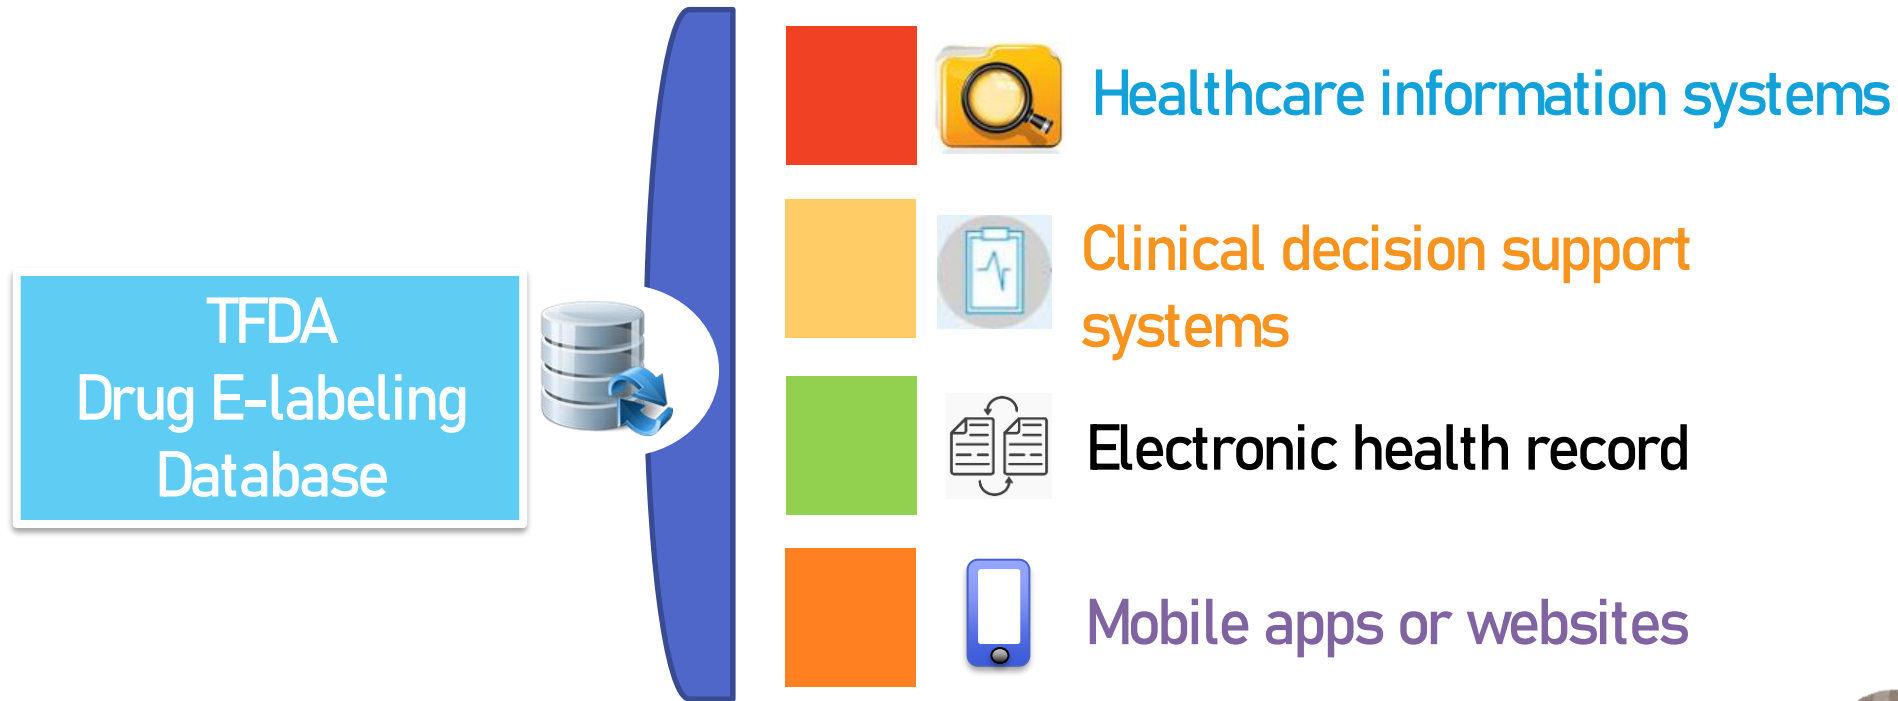 TFDA
Drug E-labeling
Database
Healthcare information systems
Clinical decision support
systems
Electronic health record
Mobile apps or websites